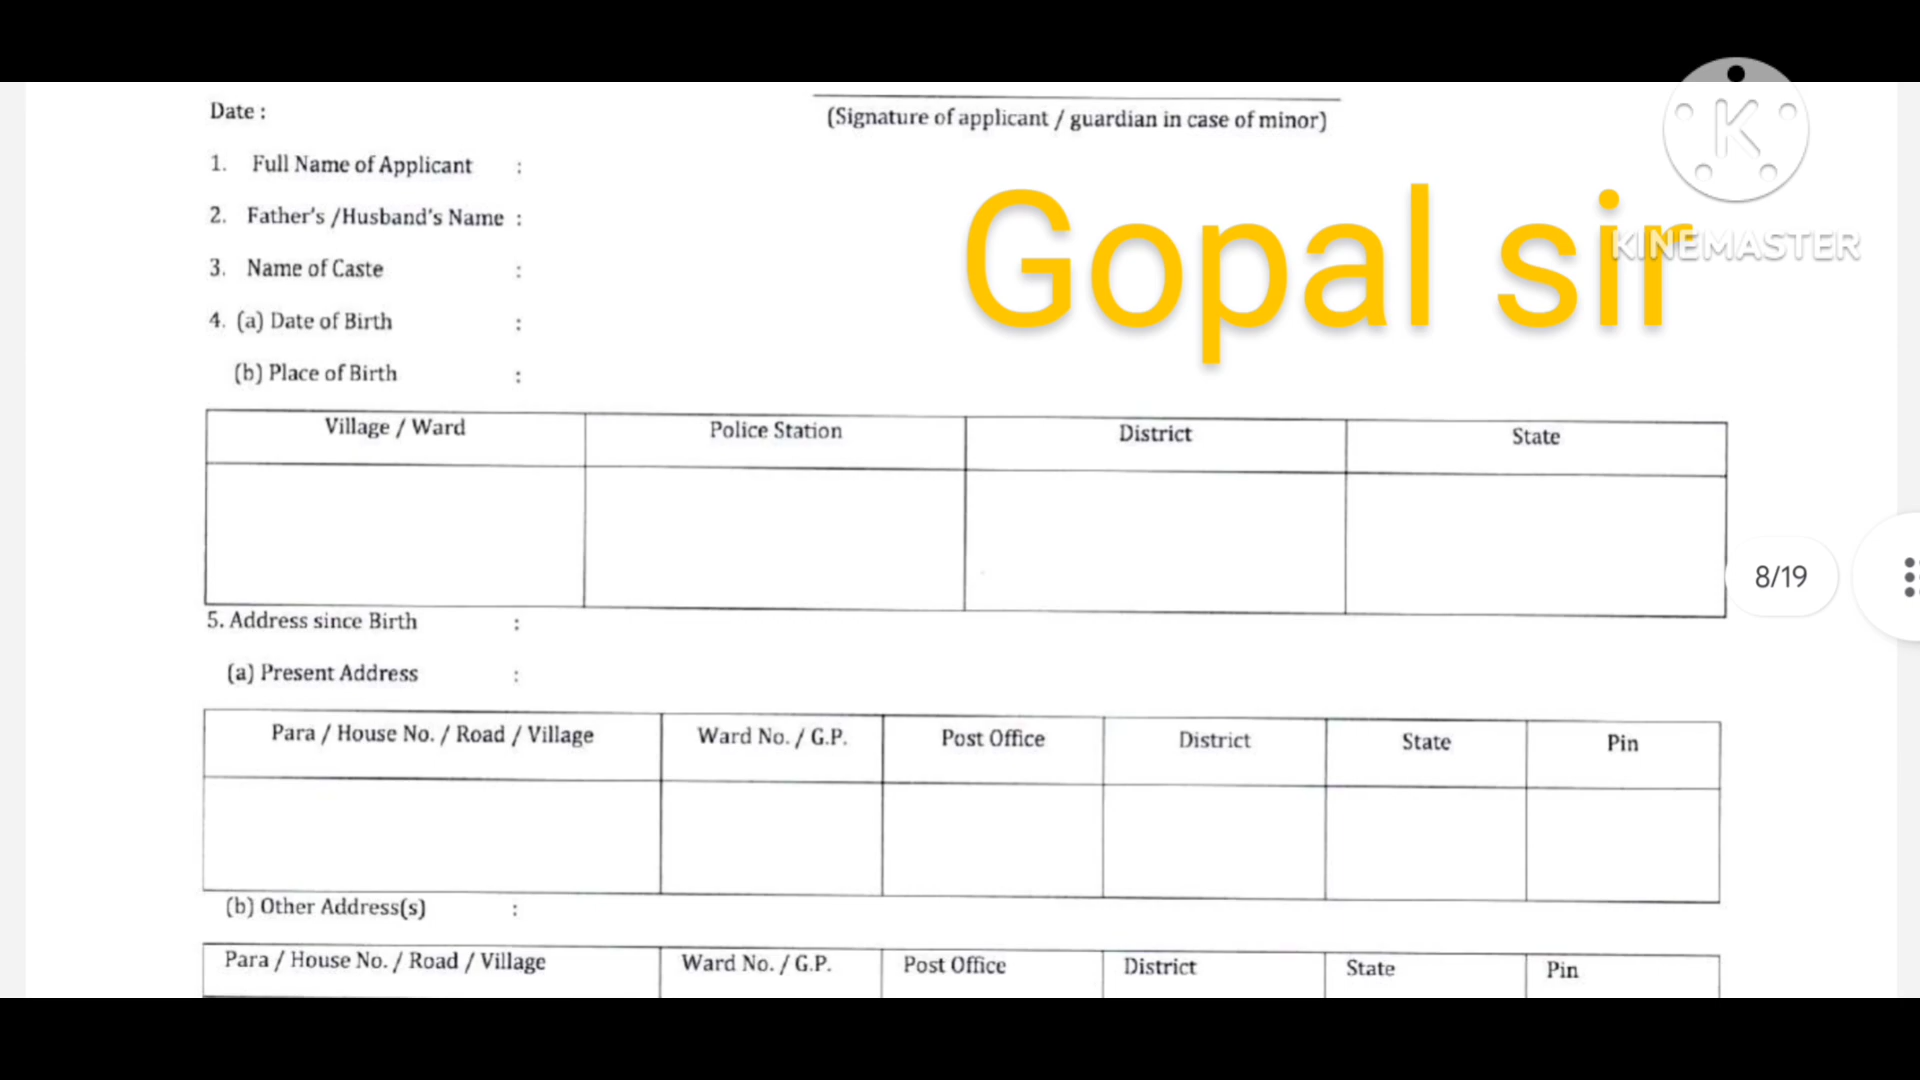 Date :
(Signature of applicant / guardian in case of minor)
1. Full Name of Applicant :
2. Father's /Husband's Name :
3. Name of Caste :
4. (a) Date of Birth :
(b) Place of Birth :
Gopal sir
K
KINEMASTER
Village / Ward Police Station District State
8/19
5. Address since Birth :
(a) Present Address :
Para / House No. / Road / Village Ward No. / G.P. Post Office District State Pin
(b) Other Address(s) :
Para / House No. / Road / Village Ward No. / G.P. Post Office District State Pin